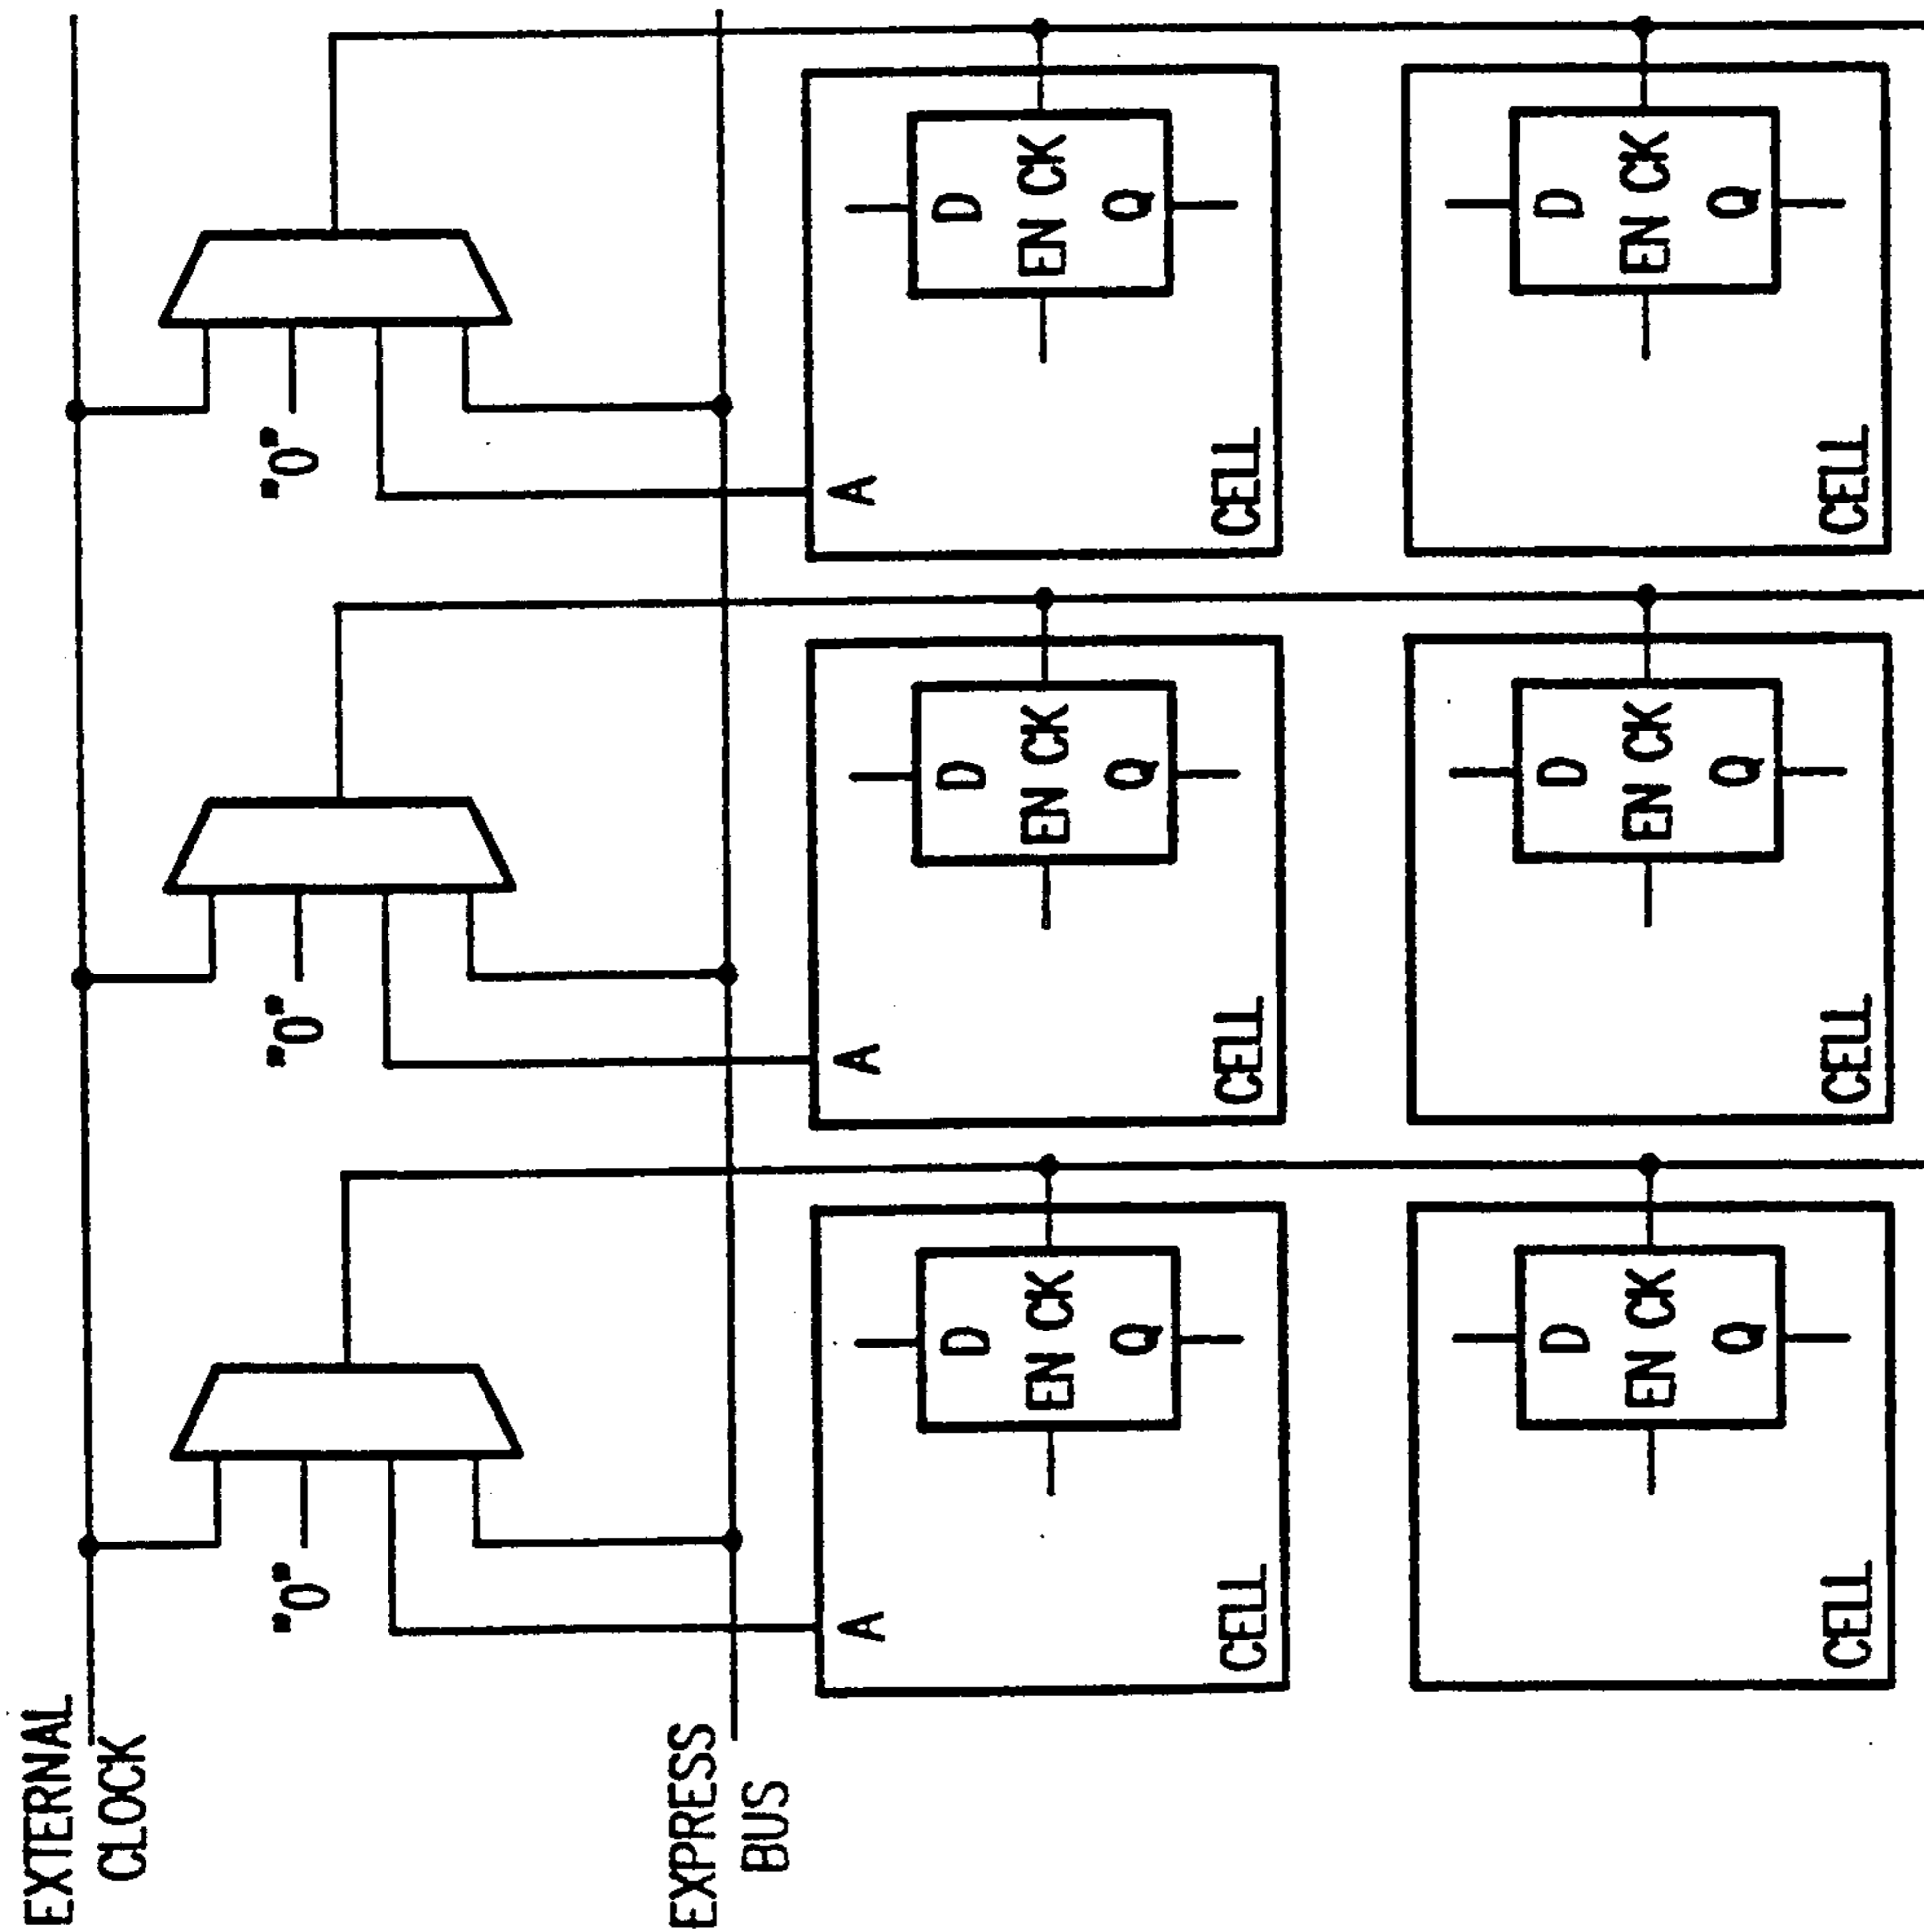 EXTERNAL
CLOCK
"0"
"0"
"0"
EXPRESS
BUS
A
D
EN CK
Q
CELL
A
D
EN CK
Q
CELL
A
D
EN CK
Q
CELL
D
EN CK
Q
CELL
D
EN CK
Q
CELL
D
EN CK
Q
CELL